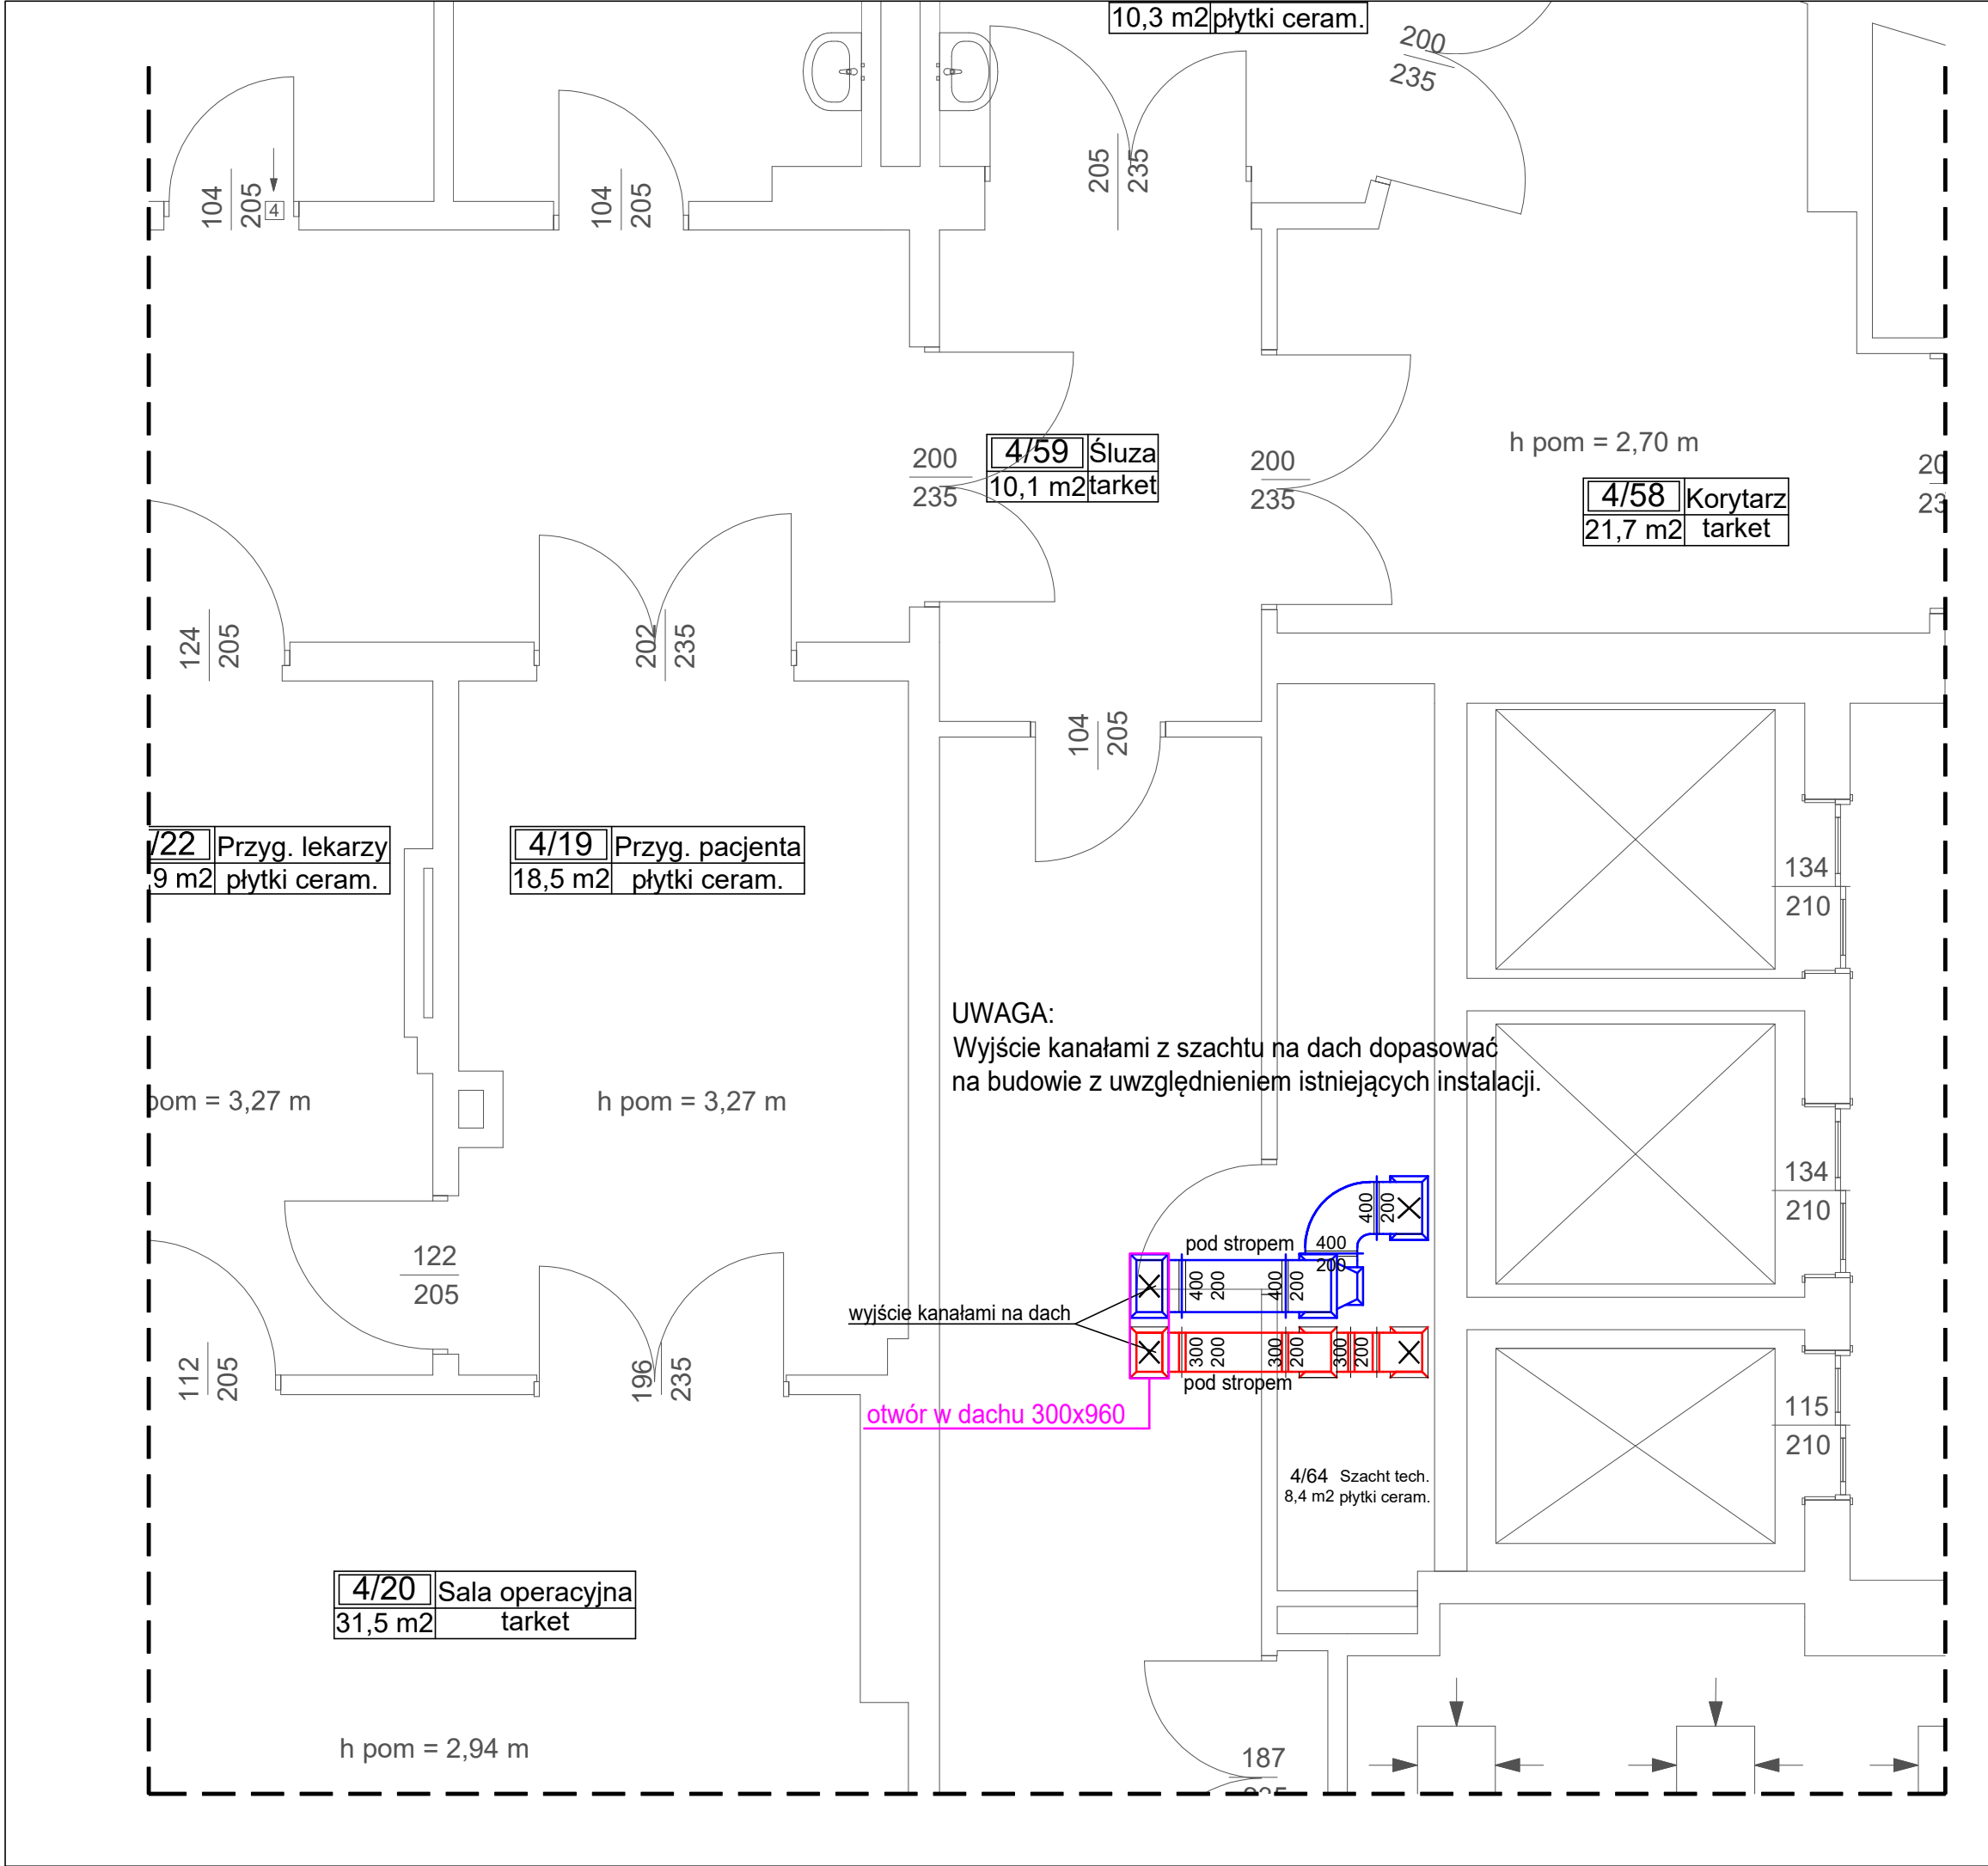 10,3 m2 płytki ceram.
200
235
104
205
4
104
205
205
235
200
235
4/59 Śluza
10,1 m2 tarket
200
235
h pom = 2,70 m
4/58 Korytarz
21,7 m2 tarket
20
23
124
205
202
235
104
205
/22 Przyg. lekarzy
9 m2 płytki ceram.
4/19 Przyg. pacjenta
18,5 m2 płytki ceram.
134
210
UWAGA:
Wyjście kanałami z szachtu na dach dopasować
na budowie z uwzględnieniem istniejących instalacji.
pom = 3,27 m
h pom = 3,27 m
134
210
400
200
pod stropem
400
200
122
205
400
200
400
200
wyjście kanałami na dach
300
200
300
200
300
200
pod stropem
112
205
196
235
otwór w dachu 300x960
115
210
4/64 Szacht tech.
8,4 m2 płytki ceram.
4/20 Sala operacyjna
31,5 m2 tarket
h pom = 2,94 m
187